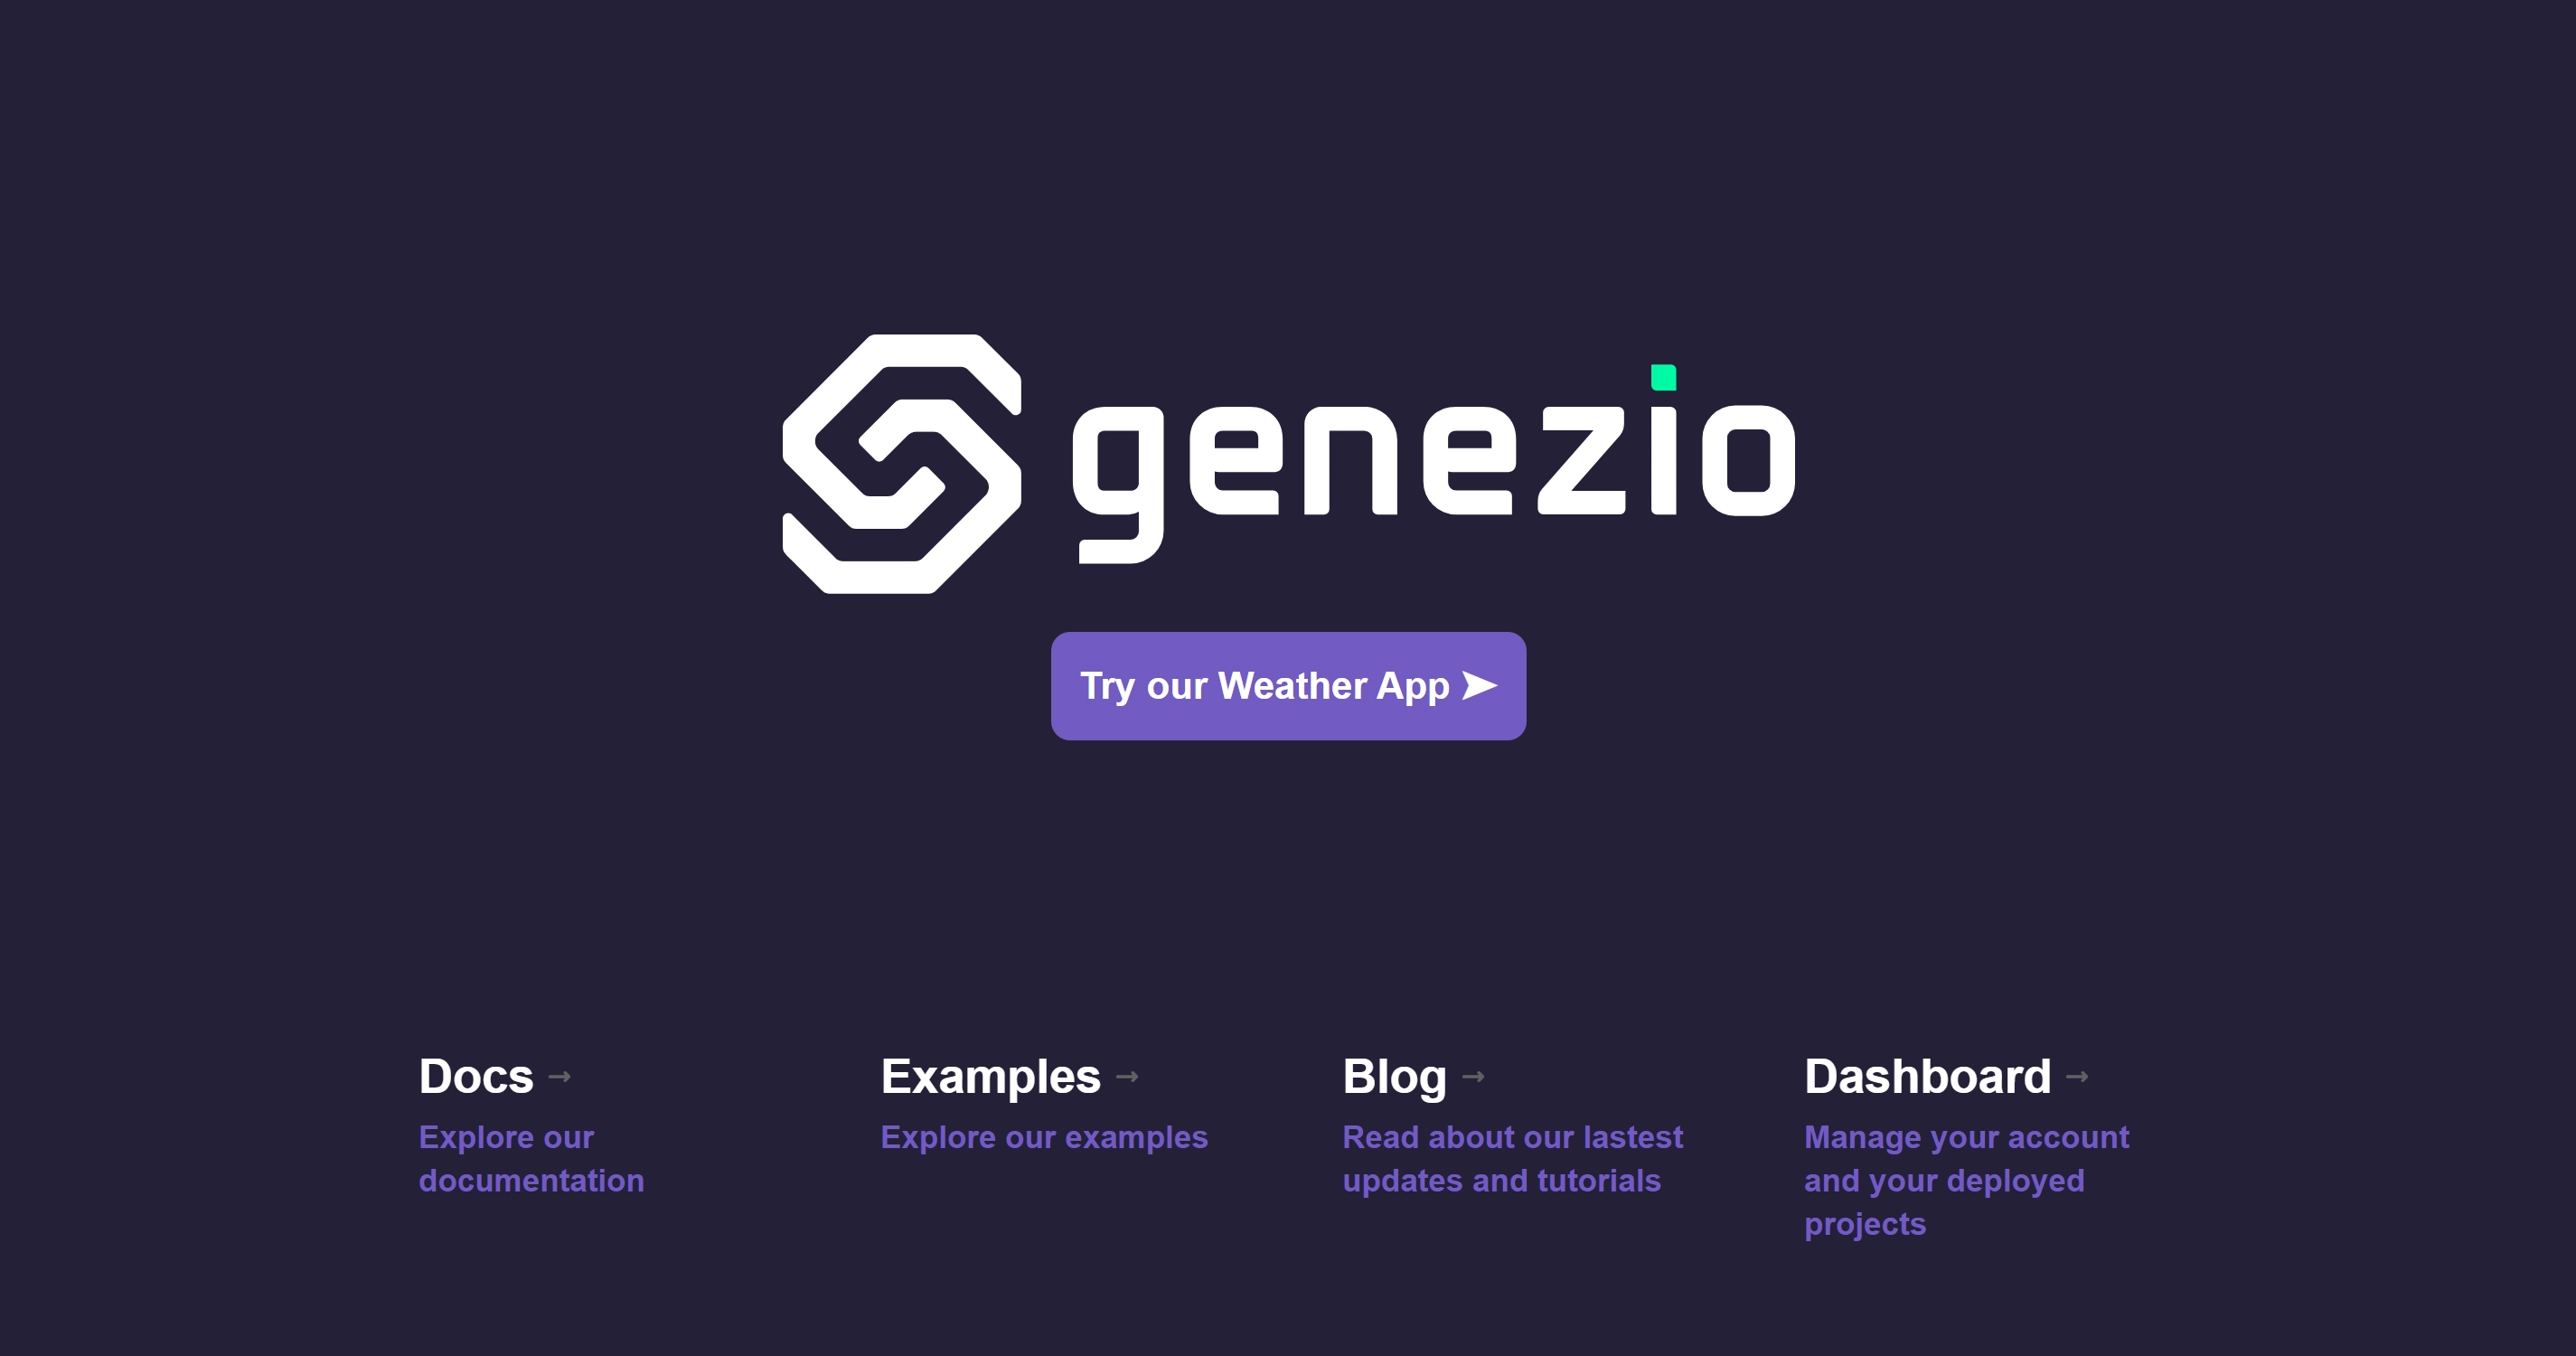 genezio
Try our Weather App ➤
Docs →
Explore our
documentation
Examples →
Explore our examples
Blog →
Read about our lastest
updates and tutorials
Dashboard →
Manage your account
and your deployed
projects